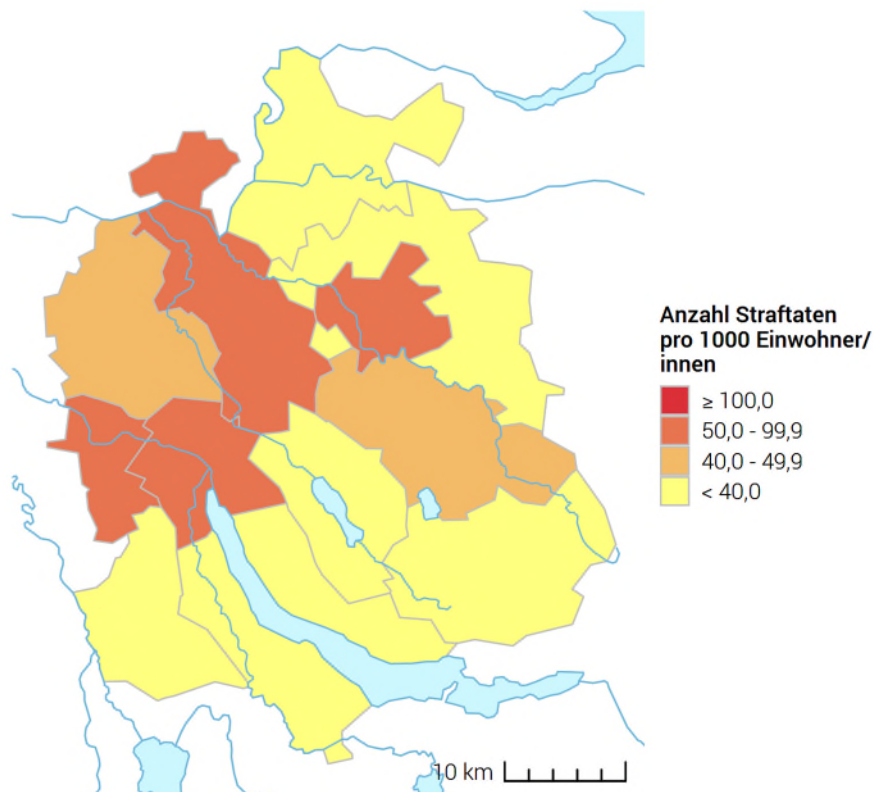 Anzahl Straftaten
pro 1000 Einwohner/
innen
≥ 100,0
50,0 - 99,9
40,0 - 49,9
< 40,0
10 km